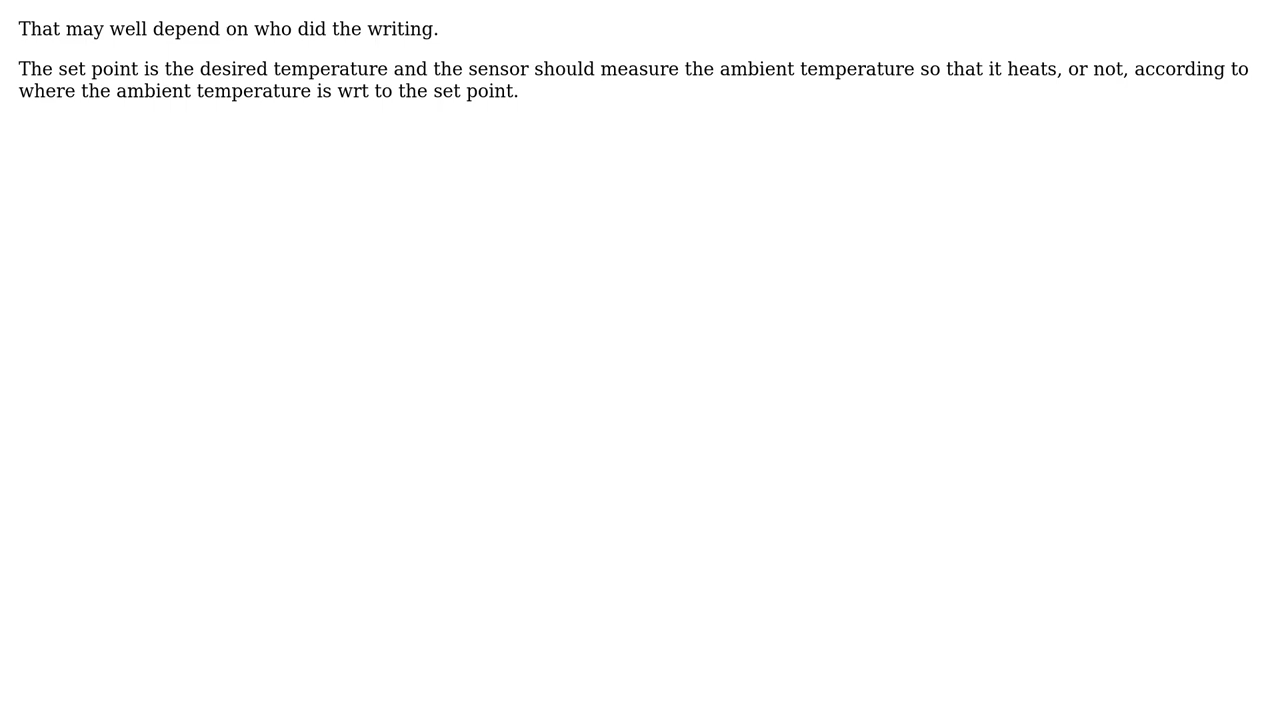 That may well depend on who did the writing.
The set point is the desired temperature and the sensor should measure the ambient temperature so that it heats, or not, according to
where the ambient temperature is wrt to the set point.